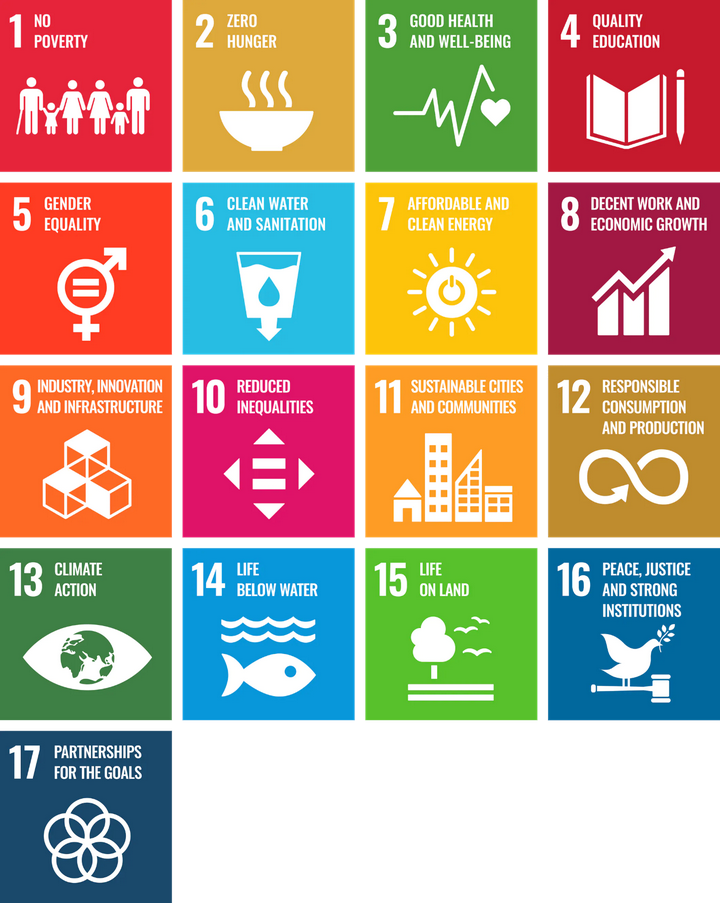 1 NO
POVERTY
2 ZERO
HUNGER
3 GOOD HEALTH
AND WELL-BEING
4 QUALITY
EDUCATION
5 GENDER
EQUALITY
6 CLEAN WATER
AND SANITATION
7 AFFORDABLE AND
CLEAN ENERGY
8 DECENT WORK AND
ECONOMIC GROWTH
9 INDUSTRY, INNOVATION
AND INFRASTRUCTURE
10 REDUCED
INEQUALITIES
11 SUSTAINABLE CITIES
AND COMMUNITIES
12 RESPONSIBLE
CONSUMPTION
AND PRODUCTION
13 CLIMATE
ACTION
14 LIFE
BELOW WATER
15 LIFE
ON LAND
16 PEACE, JUSTICE
AND STRONG
INSTITUTIONS
17 PARTNERSHIPS
FOR THE GOALS